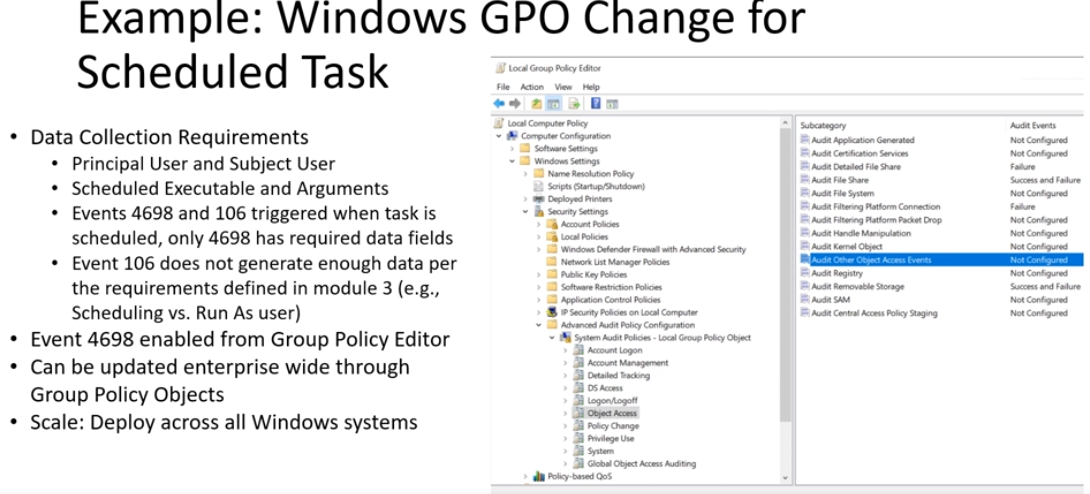 Example: Windows GPO Change for
Scheduled Task
• Data Collection Requirements
• Principal User and Subject User
• Scheduled Executable and Arguments
• Events 4698 and 106 triggered when task is
scheduled, only 4698 has required data fields
• Event 106 does not generate enough data per
the requirements defined in module 3 (e.g.,
Scheduling vs. Run As user)
• Event 4698 enabled from Group Policy Editor
• Can be updated enterprise wide through
Group Policy Objects
• Scale: Deploy across all Windows systems
Local Group Policy Editor
File Action View Help
Local Computer Policy
Computer Configuration
Software Settings
Windows Settings
Name Resolution Policy
Scripts (Startup/Shutdown)
Deployed Printers
Security Settings
Account Policies
Local Policies
Windows Defender Firewall with Advanced Security
Network List Manager Policies
Public Key Policies
Software Restriction Policies
Application Control Policies
IP Security Policies on Local Computer
Advanced Audit Policy Configuration
System Audit Policies - Local Group Policy Object
Account Logon
Account Management
Detailed Tracking
DS Access
Logon/Logoff
Object Access
Policy Change
Privilege Use
System
Global Object Access Auditing
Policy-based QoS
Subcategory Audit Events
Audit Application Generated Not Configured
Audit Certification Services Not Configured
Audit Detailed File Share Failure
Audit File Share Success and Failure
Audit File System Not Configured
Audit Filtering Platform Connection Failure
Audit Filtering Platform Packet Drop Not Configured
Audit Handle Manipulation Not Configured
Audit Kernel Object Not Configured
Audit Other Object Access Events Not Configured
Audit Registry Not Configured
Audit Removable Storage Success and Failure
Audit SAM Not Configured
Audit Central Access Policy Staging Not Configured